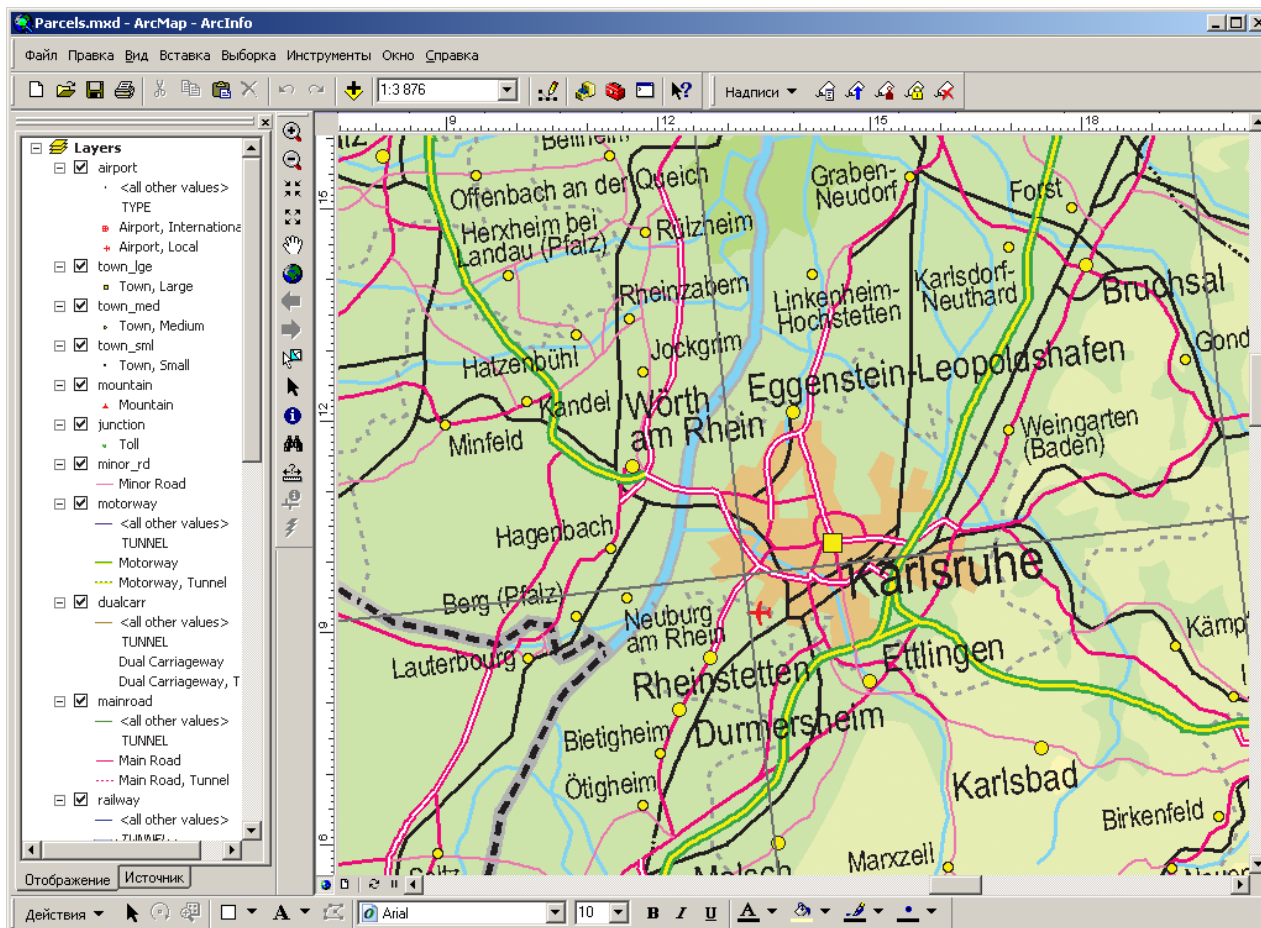 Parcels.mxd - ArcMap - ArcInfo
Файл Правка Вид Вставка Выборка Инструменты Окно Справка
1:3 876
Надписи
Layers
airport
<all other values>
TYPE
Airport, Internationa
Airport, Local
town_lge
Town, Large
town_med
Town, Medium
town_sml
Town, Small
mountain
Mountain
junction
Toll
minor_rd
Minor Road
motorway
<all other values>
TUNNEL
Motorway
Motorway, Tunnel
dualcarr
<all other values>
TUNNEL
Dual Carriageway
Dual Carriageway, T
mainroad
<all other values>
TUNNEL
Main Road
Main Road, Tunnel
railway
<all other values>
TUNNEL
Отображение
Источник
9 12 15 18
15
12
9
6
Bellheim
Offenbach an der Queich
Graben-
Neudorf
Forst
Herxheim bei
Landau (Pfalz)
Rülzheim
Rheinzabern
Linkenheim-
Hochstetten
Karlsdorf-
Neuthard
Bruchsal
Gond
Hatzenbühl
Jockgrim
Eggenstein-Leopoldshafen
Kandel
Wörth
am Rhein
Minfeld
Weingarten
(Baden)
Hagenbach
Karlsruhe
Berg (Pfalz)
Neuburg
am Rhein
Kämp
Lauterbourg
Rheinstetten
Ettlingen
Bietigheim
Durmersheim
Ötigheim
Karlsbad
Birkenfeld
Marxzell
Действия
Arial
10
B I U A